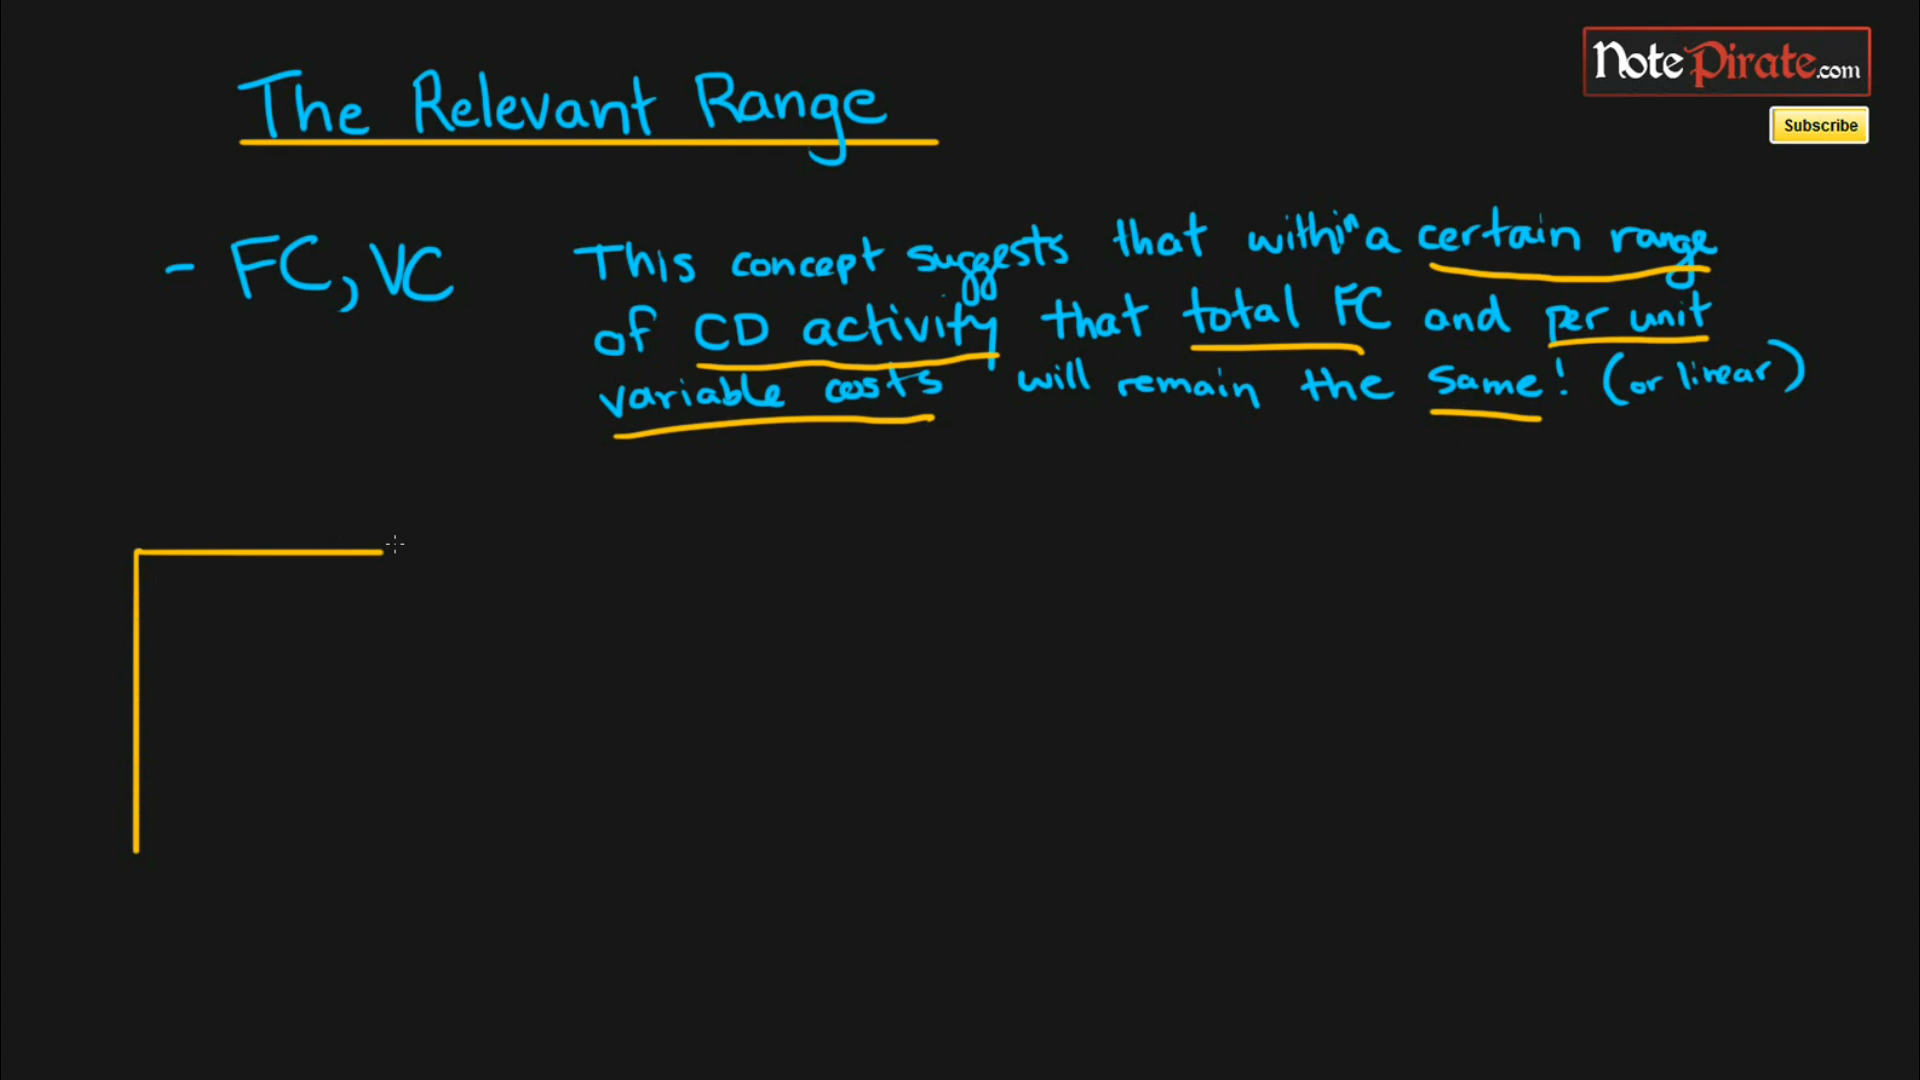 NotePirate.com
Subscribe
The Relevant Range
- FC, VC
This concept suggests that within a certain range
of CD activity that total FC and per unit
variable costs will remain the same! (or linear)